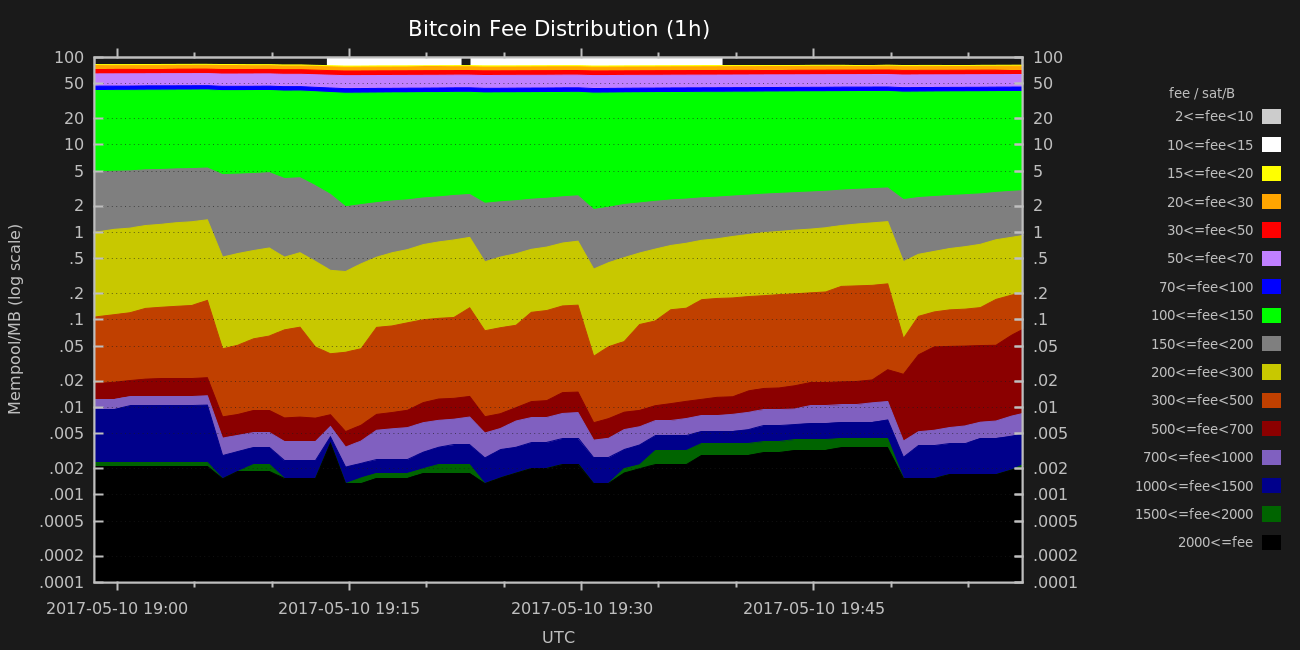 Bitcoin Fee Distribution (1h)
100
50
20
10
5
2
1
.5
.2
.1
.05
.02
.01
.005
.002
.001
.0005
.0002
.0001
Mempool/MB (log scale)
100
50
20
10
5
2
1
.5
.2
.1
.05
.02
.01
.005
.002
.001
.0005
.0002
.0001
2017-05-10 19:00
2017-05-10 19:15
2017-05-10 19:30
2017-05-10 19:45
UTC
fee / sat/B
2<=fee<10
10<=fee<15
15<=fee<20
20<=fee<30
30<=fee<50
50<=fee<70
70<=fee<100
100<=fee<150
150<=fee<200
200<=fee<300
300<=fee<500
500<=fee<700
700<=fee<1000
1000<=fee<1500
1500<=fee<2000
2000<=fee